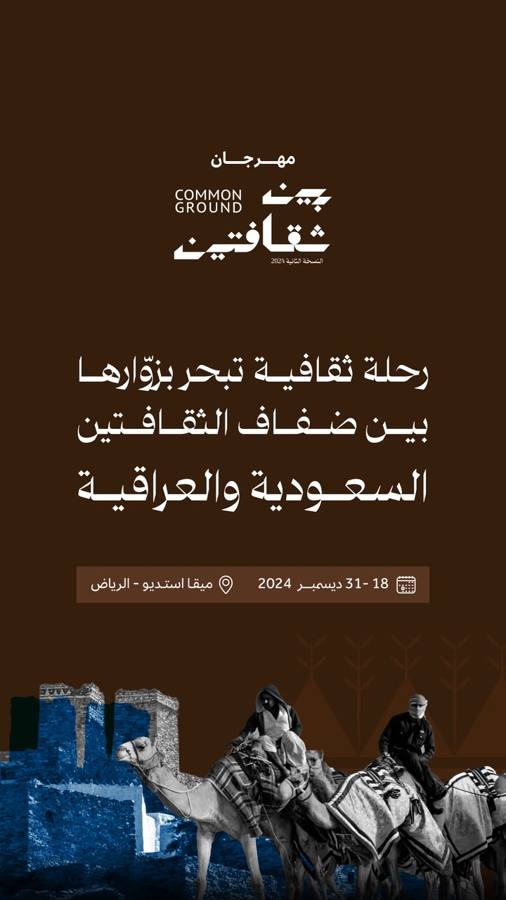 مهرجان
بين
COMMON
GROUND
ثقافتين
النسخة الثانية 2024
رحلة ثقافية تبحر بزوّارها
بين ضفاف الثقافتين
السعودية والعراقية
18 -31 ديسمبر 2024
ميقا استديو - الرياض